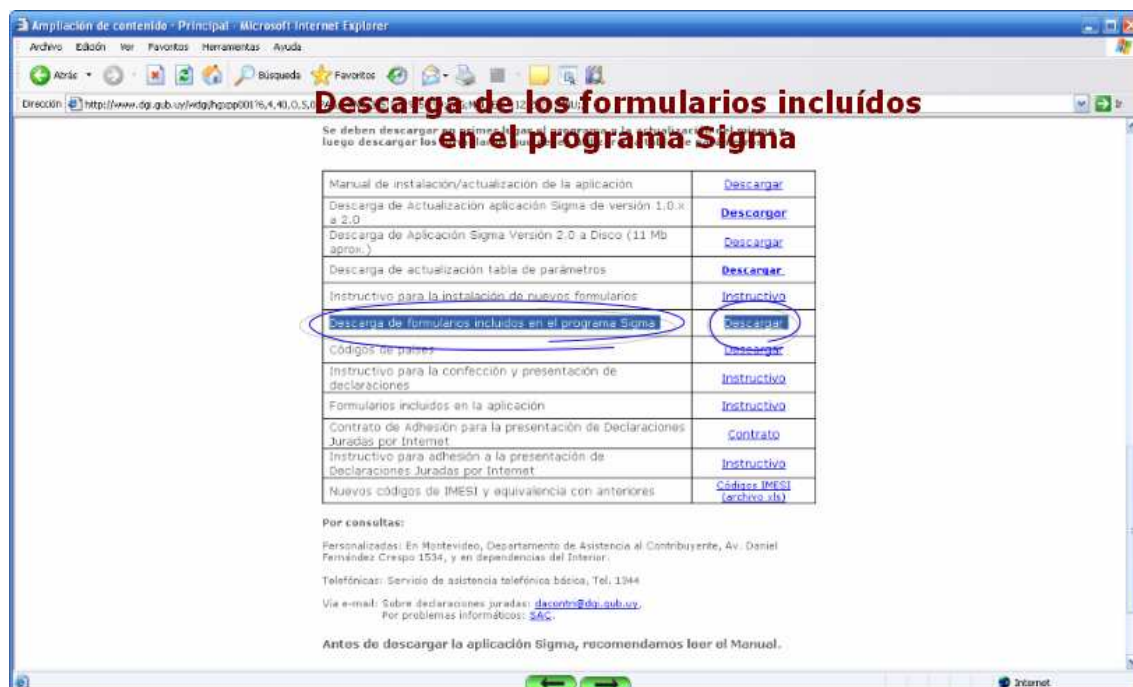 Ampliación de contenido - Principal - Microsoft Internet Explorer
Archivo Edición Ver Favoritos Herramientas Ayuda
Atrás Búsqueda Favoritos
Dirección
Descarga de los formularios incluídos
en el programa Sigma
Se deben descargar en
luego descargar los
Manual de instalación/actualización de la aplicación Descargar
Descarga de Actualizacion aplicación Sigma de versión 1.0.x
a 2.0 Descargar
Descarga de Aplicación Sigma Versión 2.0 a Disco (11 Mb
aprox.) Descargar
Descarga de actualización tabla de parámetros Descargar
Instructivo para la instalación de nuevos formularios Instructivo
Descarga de formularios incluidos en el programa Sigma Descargar
Códigos de países Descargar
Instructivo para la confección y presentación de
declaraciones Instructivo
Formularios incluidos en la aplicación Instructivo
Contrato de Adhesión para la presentación de Declaraciones
Juradas por Internet Contrato
Instructivo para adhesión a la presentación de
Declaraciones Juradas por Internet Instructivo
Nuevos códigos de IMESI y equivalencia con anteriores Códigos IMESI
(archivo xls)
Por consultas:
Personalizadas: En Montevideo, Departamento de Asistencia al Contribuyente, Av. Daniel
Fernández Crespo 1534, y en dependencias del Interior.
Telefónicas: Servicio de asistencia telefónica básica, Tel. 1344
Vía e-mail: Sobre declaraciones juradas: dacontri@dgi.gub.uy,
Por problemas informáticos: SAC.
Antes de descargar la aplicación Sigma, recomendamos leer el Manual.
Internet